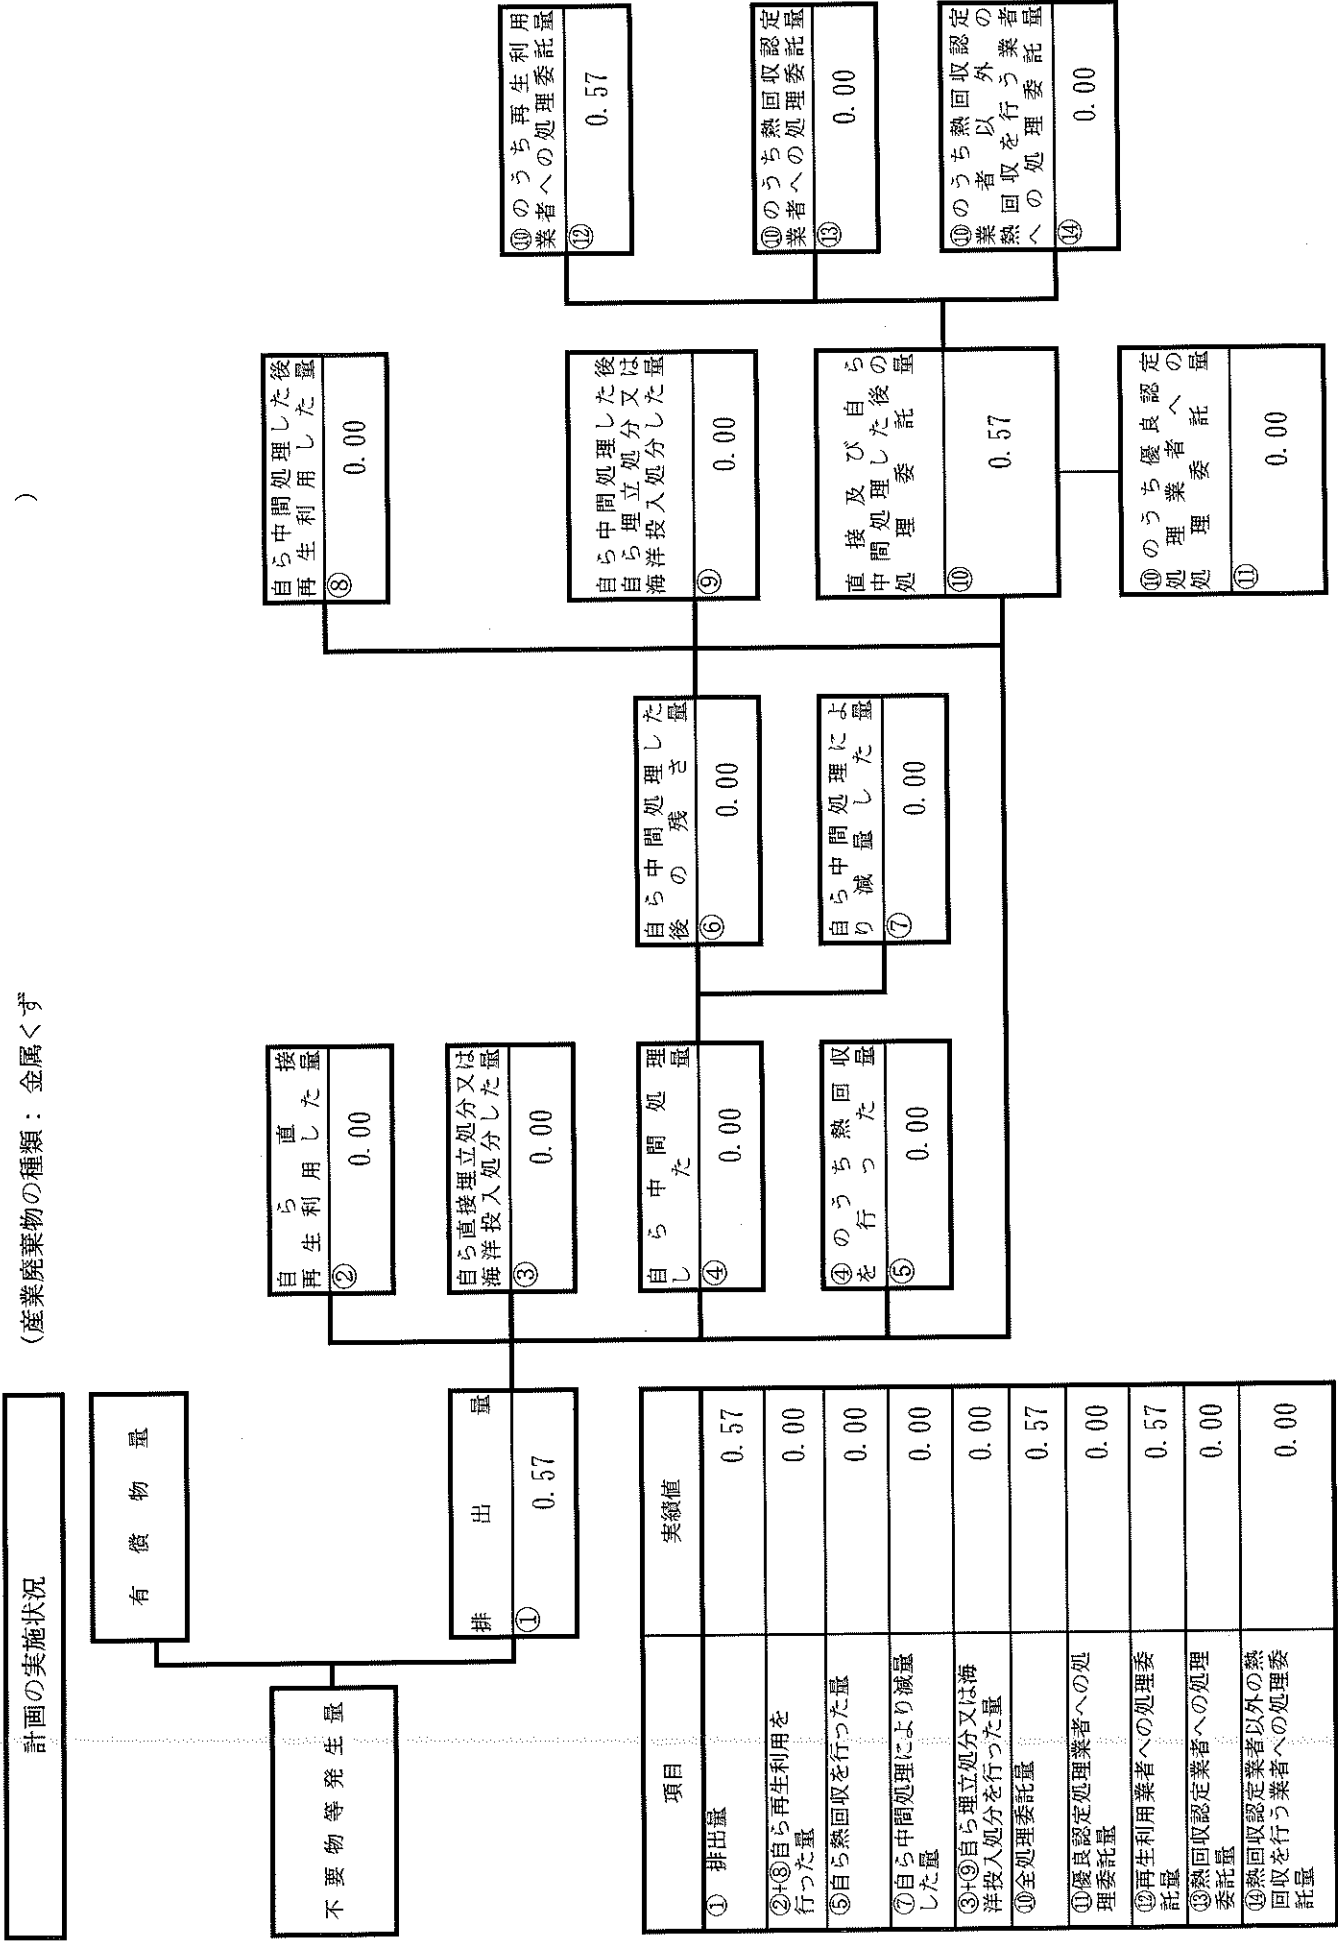 計画の実施状況
(産業廃棄物の種類：金属くず
)
不要物等発生量
有償物量
排出量
①
0.57
自ら直接
再生利用した量
②
0.00
自ら直接埋立処分又は
海洋投入処分した量
③
0.00
自ら中間処理
した量
④
0.00
④のうち熱回収
を行った量
⑤
0.00
自ら中間処理した
後の残さ量
⑥
0.00
自ら中間処理によ
り減量した量
⑦
0.00
自ら中間処理した後
再生利用した量
⑧
0.00
自ら中間処理した後
自ら埋立処分又は
海洋投入処分した量
⑨
0.00
直接及び自ら
中間処理した後の
処理委託量
⑩
0.57
⑩のうち優良認定
処理業者への
処理委託量
⑪
0.00
⑩のうち再生利用
業者への処理委託量
⑫
0.57
⑩のうち熱回収認定
業者への処理委託量
⑬
0.00
⑩のうち熱回収認定
業者以外の
熱回収を行う業者
への処理委託量
⑭
0.00
項目 実績値
① 排出量 0.57
②+⑧自ら再生利用を
行った量 0.00
⑤自ら熱回収を行った量 0.00
⑦自ら中間処理により減量
した量 0.00
③+⑨自ら埋立処分又は海
洋投入処分を行った量 0.00
⑩全処理委託量 0.57
⑪優良認定処理業者への処
理委託量 0.00
⑫再生利用業者への処理委
託量 0.57
⑬熱回収認定業者への処理
委託量 0.00
⑭熱回収認定業者以外の熱
回収を行う業者への処理委
託量 0.00